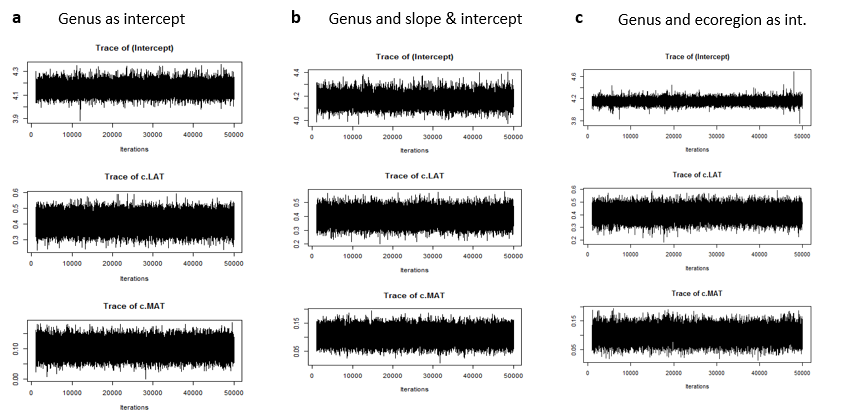 a Genus as intercept
Trace of (Intercept)
4.3
4.1
3.9
0 10000 20000 30000 40000 50000
Iterations
Trace of c.LAT
0.6
0.5
0.4
0.3
0 10000 20000 30000 40000 50000
Iterations
Trace of c.MAT
0.10
0.00
0 10000 20000 30000 40000 50000
Iterations
b Genus and slope & intercept
Trace of (Intercept)
4.4
4.2
4.0
0 10000 20000 30000 40000 50000
Iterations
Trace of c.LAT
0.5
0.4
0.3
0.2
0 10000 20000 30000 40000 50000
Iterations
Trace of c.MAT
0.15
0.05
0 10000 20000 30000 40000 50000
Iterations
c Genus and ecoregion as int.
Trace of (Intercept)
4.6
4.2
3.8
0 10000 20000 30000 40000 50000
Iterations
Trace of c.LAT
0.6
0.5
0.4
0.3
0.2
0 10000 20000 30000 40000 50000
Iterations
Trace of c.MAT
0.15
0.05
0 10000 20000 30000 40000 50000
Iterations